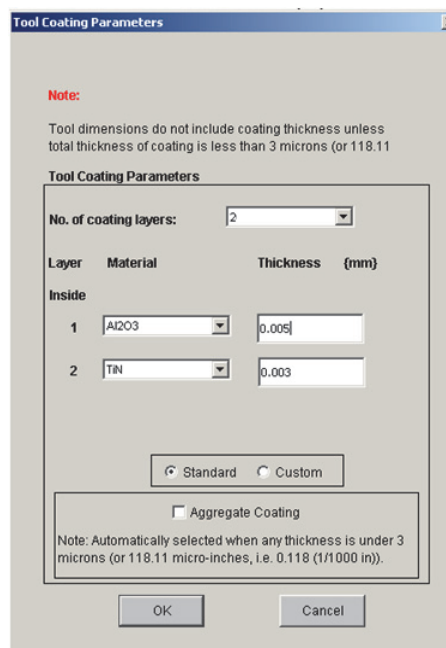 Tool Coating Parameters
Note:
Tool dimensions do not include coating thickness unless
total thickness of coating is less than 3 microns (or 118.11
Tool Coating Parameters
No. of coating layers: 2
Layer Material Thickness {mm}
Inside
1 Al2O3 0.005
2 TiN 0.003
Standard Custom
Aggregate Coating
Note: Automatically selected when any thickness is under 3
microns (or 118.11 micro-inches, i.e. 0.118 (1/1000 in)).
OK Cancel